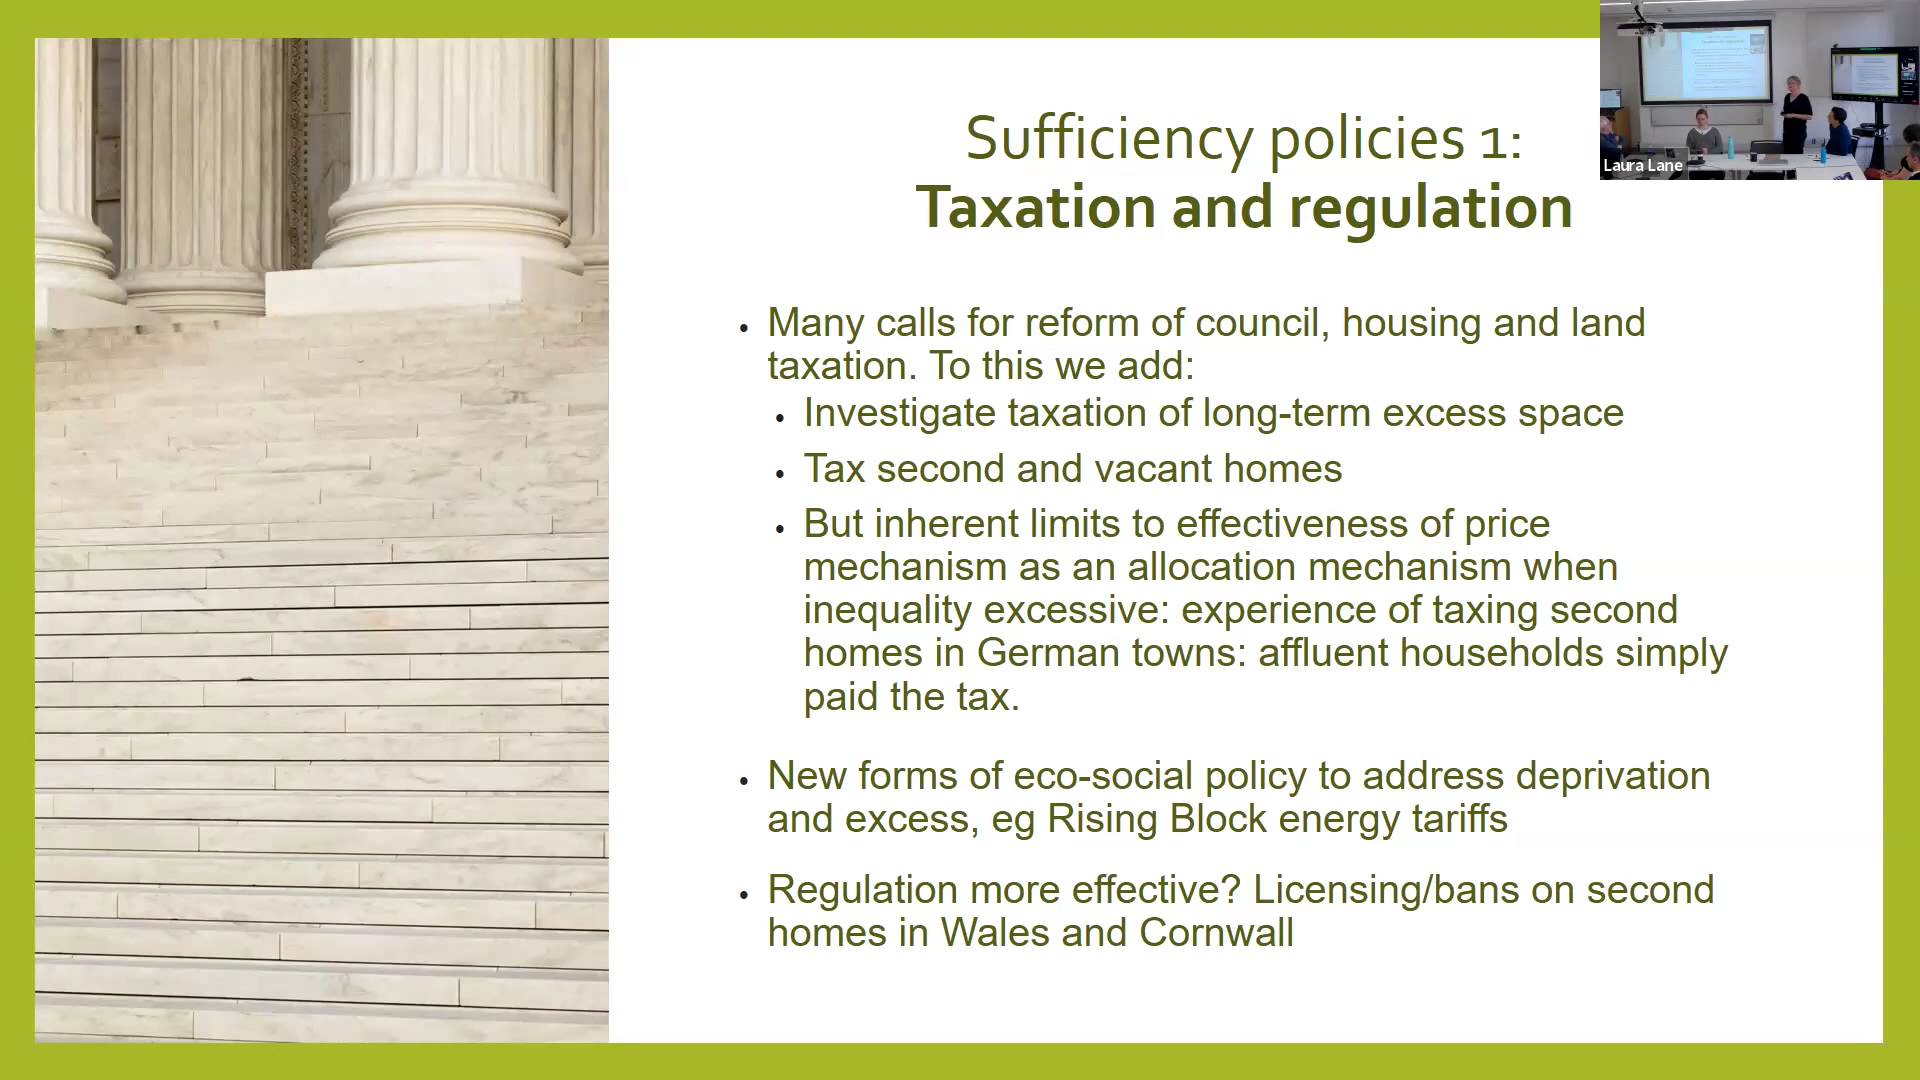 Sufficiency policies 1:
Taxation and regulation
Laura Lane
• Many calls for reform of council, housing and land
taxation. To this we add:
• Investigate taxation of long-term excess space
• Tax second and vacant homes
• But inherent limits to effectiveness of price
mechanism as an allocation mechanism when
inequality excessive: experience of taxing second
homes in German towns: affluent households simply
paid the tax.
• New forms of eco-social policy to address deprivation
and excess, eg Rising Block energy tariffs
• Regulation more effective? Licensing/bans on second
homes in Wales and Cornwall